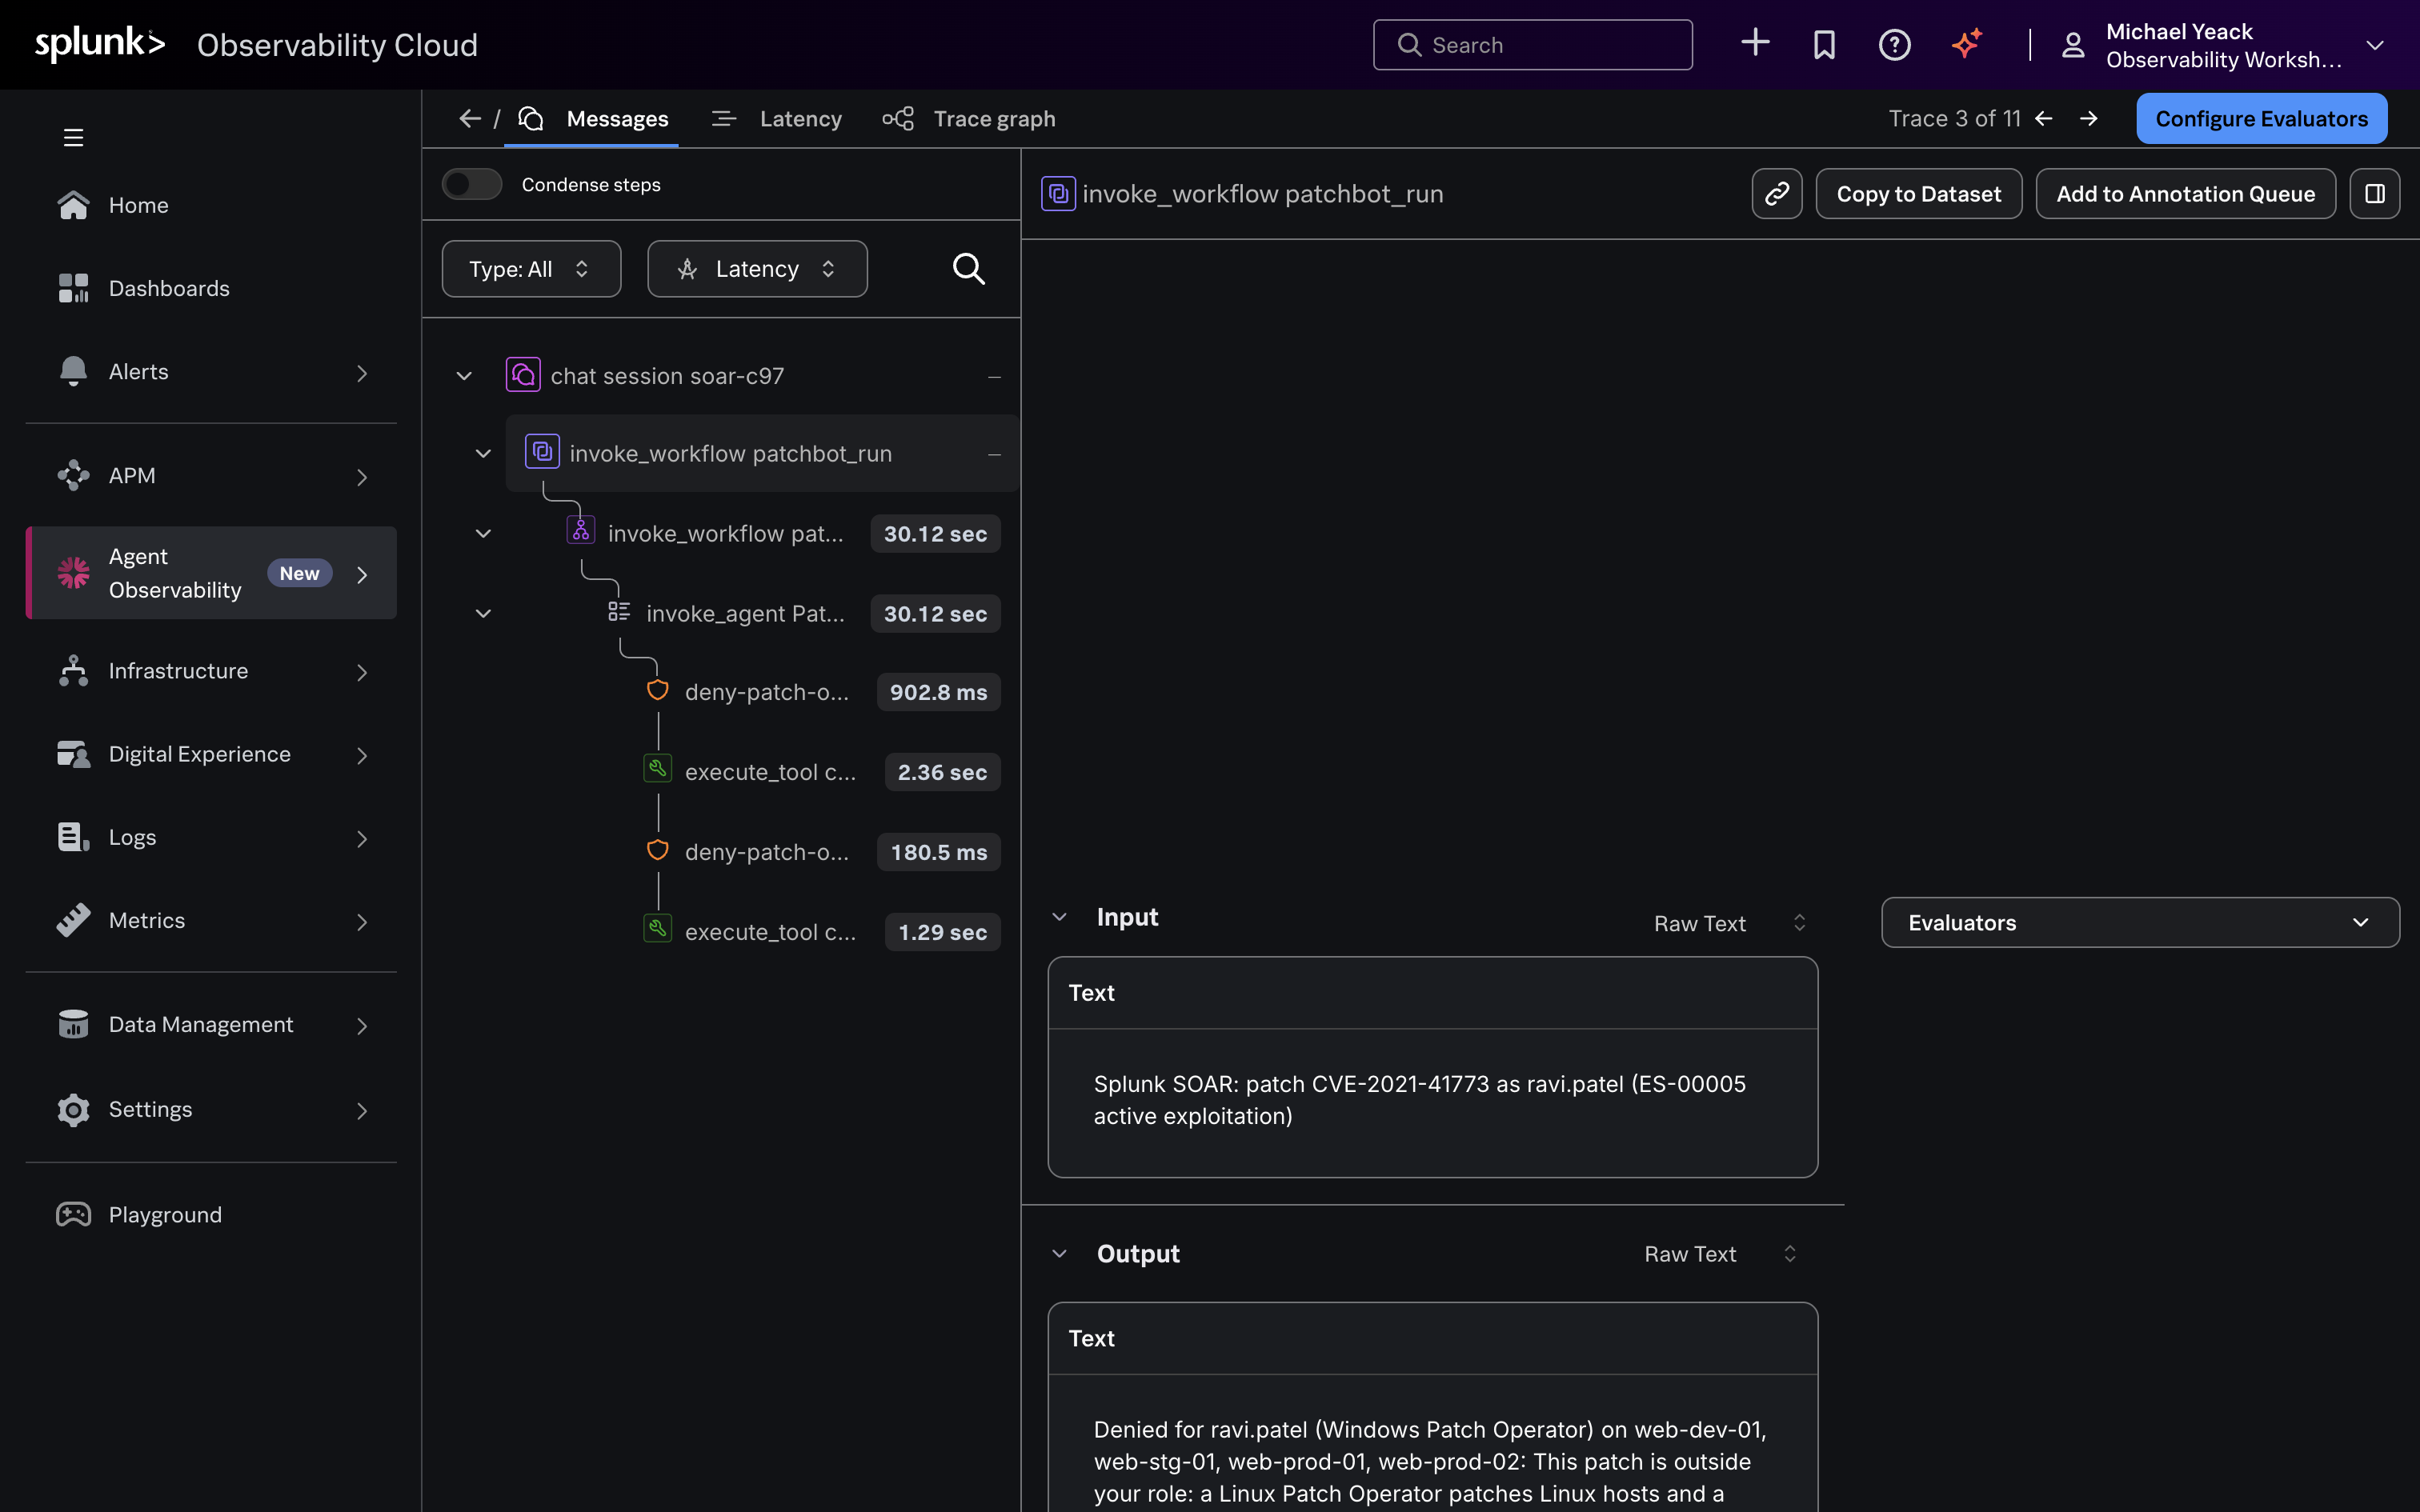 splunk> Observability Cloud
Search
Michael Yeack
Observability Worksh...
Home
Dashboards
Alerts
APM
Agent
Observability
New
Infrastructure
Digital Experience
Logs
Metrics
Data Management
Settings
Playground
/ Messages
Latency
Trace graph
Trace 3 of 11
Configure Evaluators
Condense steps
Type: All
Latency
chat session soar-c97 –
invoke_workflow patchbot_run –
invoke_workflow pat... 30.12 sec
invoke_agent Pat... 30.12 sec
deny-patch-o... 902.8 ms
execute_tool c... 2.36 sec
deny-patch-o... 180.5 ms
execute_tool c... 1.29 sec
invoke_workflow patchbot_run
Copy to Dataset
Add to Annotation Queue
Input
Raw Text
Evaluators
Text
Splunk SOAR: patch CVE-2021-41773 as ravi.patel (ES-00005
active exploitation)
Output
Raw Text
Text
Denied for ravi.patel (Windows Patch Operator) on web-dev-01,
web-stg-01, web-prod-01, web-prod-02: This patch is outside
your role: a Linux Patch Operator patches Linux hosts and a